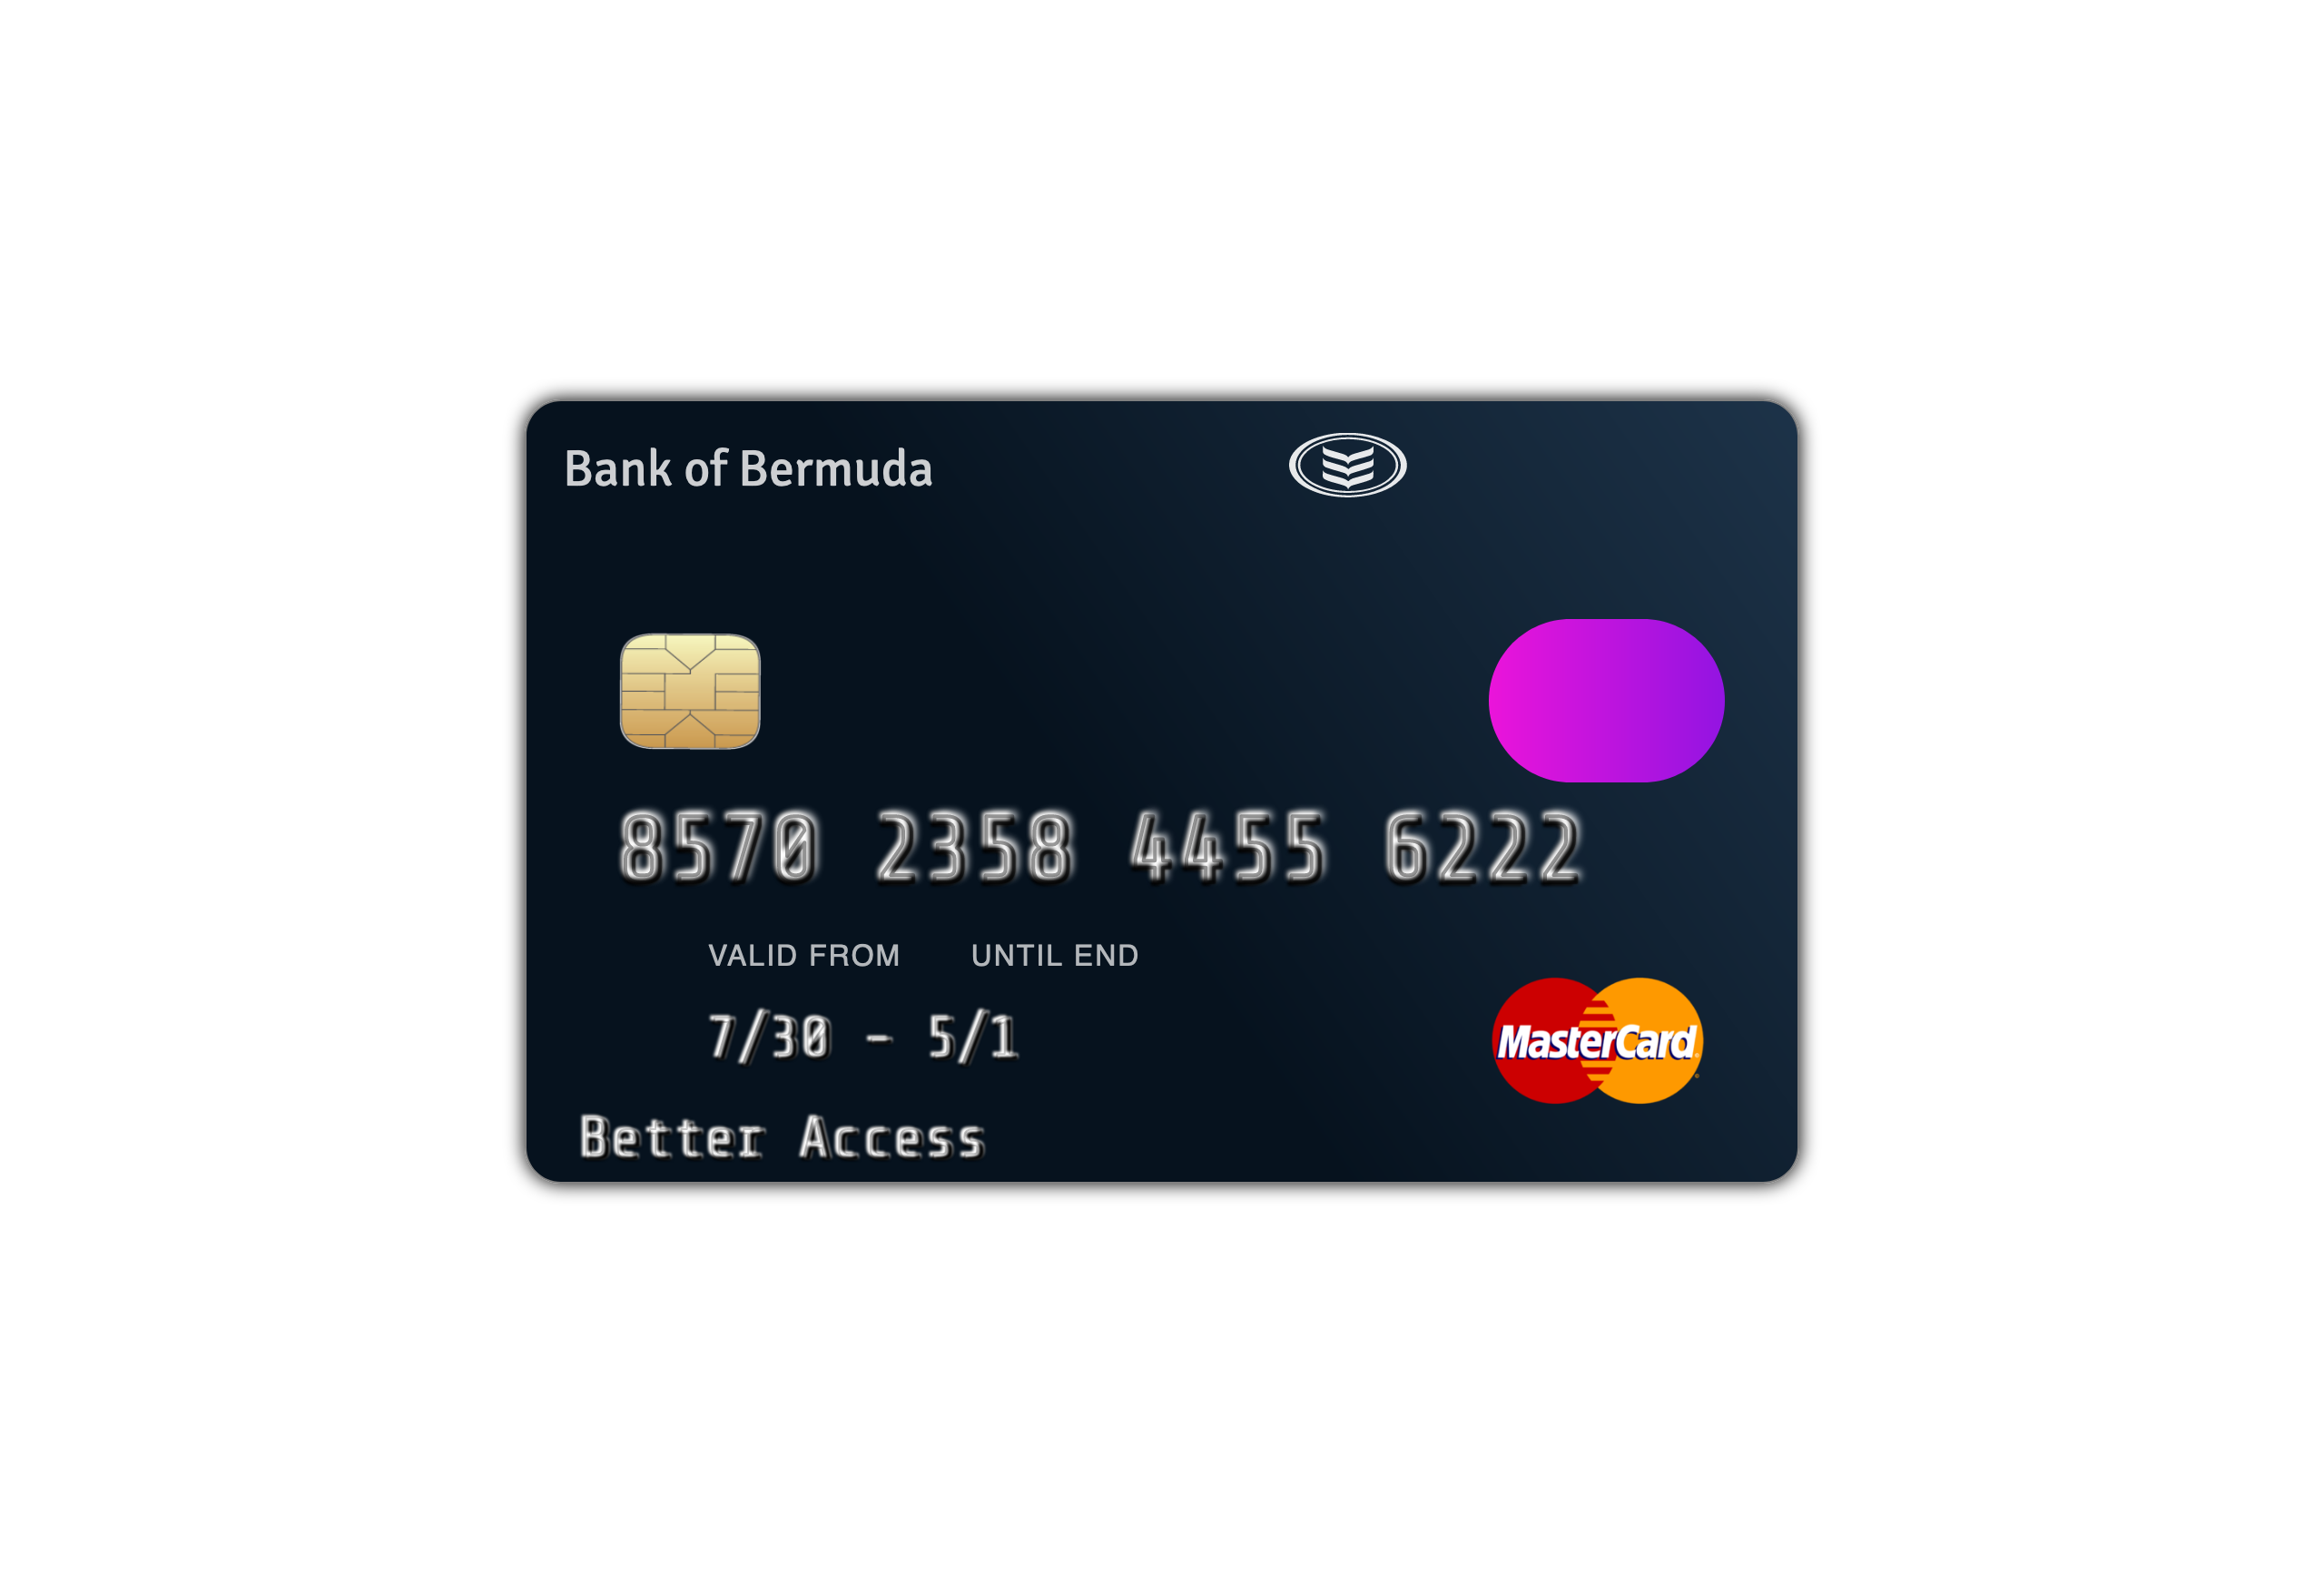 Bank of Bermuda
8570 2358 4455 6222
VALID FROM UNTIL END
7/30 - 5/1
MasterCard
Better Access